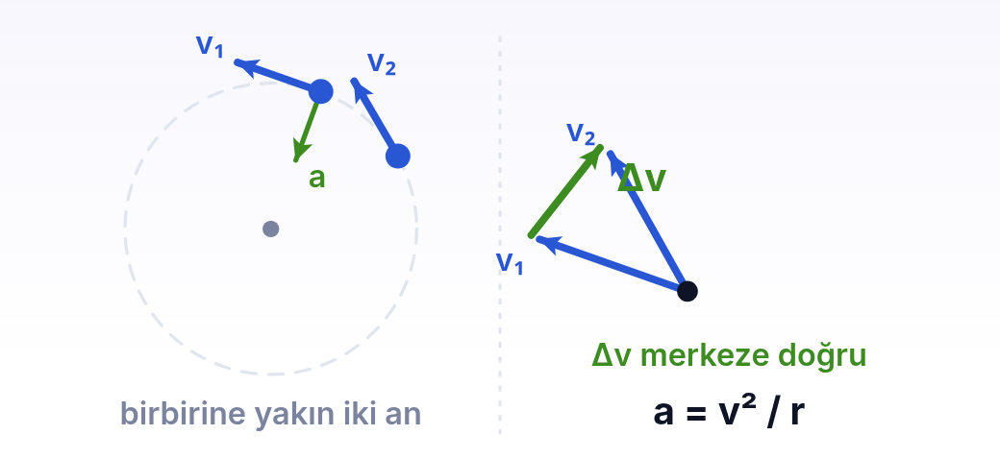 v₁
v₂
a
birbirine yakın iki an
v₂
Δv
v₁
Δv merkeze doğru
a = v² / r